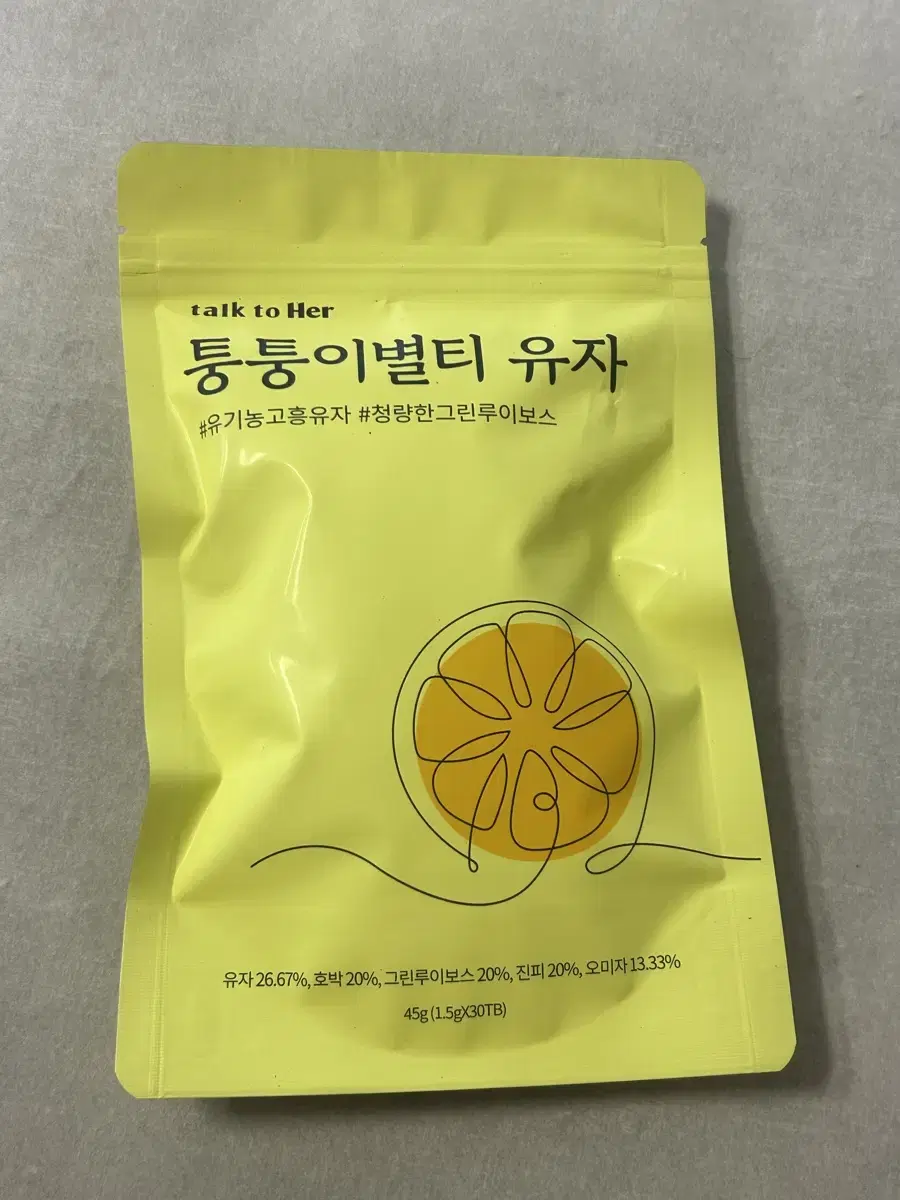 talk to Her
퉁퉁이별티 유자
#유기농고흥유자 #청량한그린루이보스
유자 26.67%, 호박 20%, 그린루이보스 20%, 진피 20%, 오미자 13.33%
45g (1.5gX30TB)